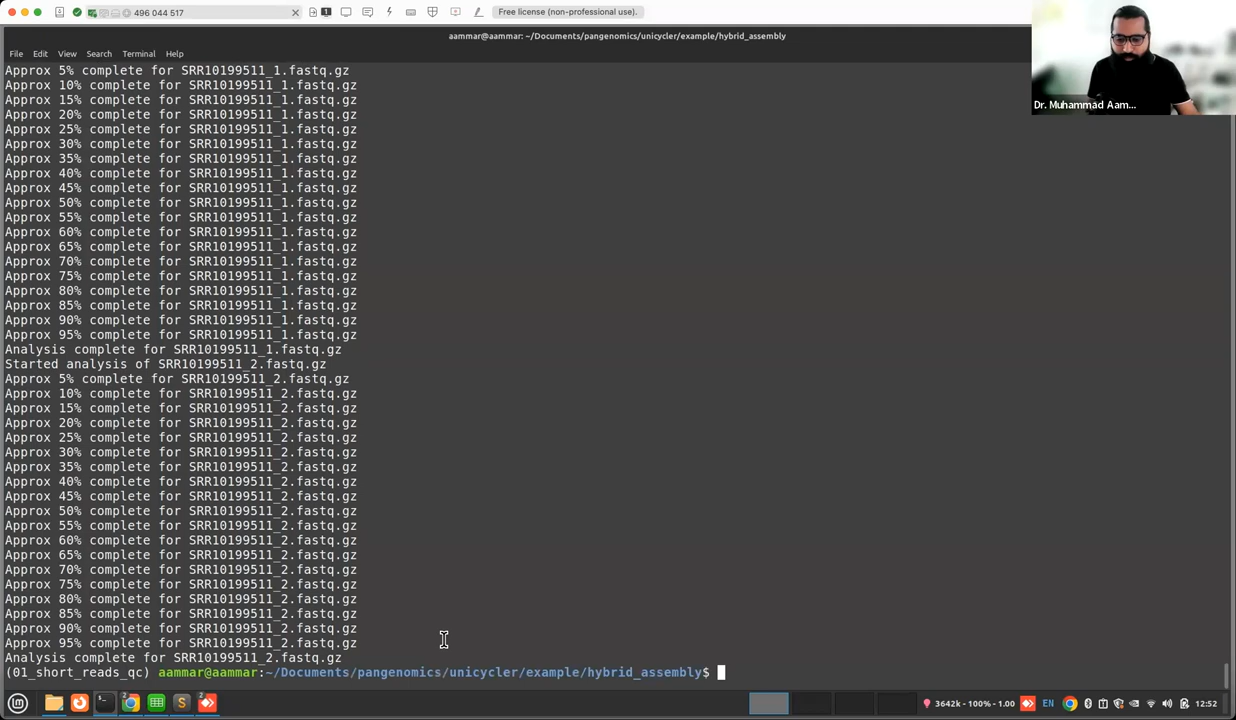 496 044 517
Free license (non-professional use).
aammar@aammar: ~/Documents/pangenomics/unicycler/example/hybrid_assembly
File Edit View Search Terminal Help
Approx 5% complete for SRR10199511_1.fastq.gz
Approx 10% complete for SRR10199511_1.fastq.gz
Approx 15% complete for SRR10199511_1.fastq.gz
Approx 20% complete for SRR10199511_1.fastq.gz
Approx 25% complete for SRR10199511_1.fastq.gz
Approx 30% complete for SRR10199511_1.fastq.gz
Approx 35% complete for SRR10199511_1.fastq.gz
Approx 40% complete for SRR10199511_1.fastq.gz
Approx 45% complete for SRR10199511_1.fastq.gz
Approx 50% complete for SRR10199511_1.fastq.gz
Approx 55% complete for SRR10199511_1.fastq.gz
Approx 60% complete for SRR10199511_1.fastq.gz
Approx 65% complete for SRR10199511_1.fastq.gz
Approx 70% complete for SRR10199511_1.fastq.gz
Approx 75% complete for SRR10199511_1.fastq.gz
Approx 80% complete for SRR10199511_1.fastq.gz
Approx 85% complete for SRR10199511_1.fastq.gz
Approx 90% complete for SRR10199511_1.fastq.gz
Approx 95% complete for SRR10199511_1.fastq.gz
Analysis complete for SRR10199511_1.fastq.gz
Started analysis of SRR10199511_2.fastq.gz
Approx 5% complete for SRR10199511_2.fastq.gz
Approx 10% complete for SRR10199511_2.fastq.gz
Approx 15% complete for SRR10199511_2.fastq.gz
Approx 20% complete for SRR10199511_2.fastq.gz
Approx 25% complete for SRR10199511_2.fastq.gz
Approx 30% complete for SRR10199511_2.fastq.gz
Approx 35% complete for SRR10199511_2.fastq.gz
Approx 40% complete for SRR10199511_2.fastq.gz
Approx 45% complete for SRR10199511_2.fastq.gz
Approx 50% complete for SRR10199511_2.fastq.gz
Approx 55% complete for SRR10199511_2.fastq.gz
Approx 60% complete for SRR10199511_2.fastq.gz
Approx 65% complete for SRR10199511_2.fastq.gz
Approx 70% complete for SRR10199511_2.fastq.gz
Approx 75% complete for SRR10199511_2.fastq.gz
Approx 80% complete for SRR10199511_2.fastq.gz
Approx 85% complete for SRR10199511_2.fastq.gz
Approx 90% complete for SRR10199511_2.fastq.gz
Approx 95% complete for SRR10199511_2.fastq.gz
Analysis complete for SRR10199511_2.fastq.gz
(01_short_reads_qc) aammar@aammar:~/Documents/pangenomics/unicycler/example/hybrid_assembly$
Dr. Muhammad Aam...
3642k - 100% - 1.00 EN 12:52